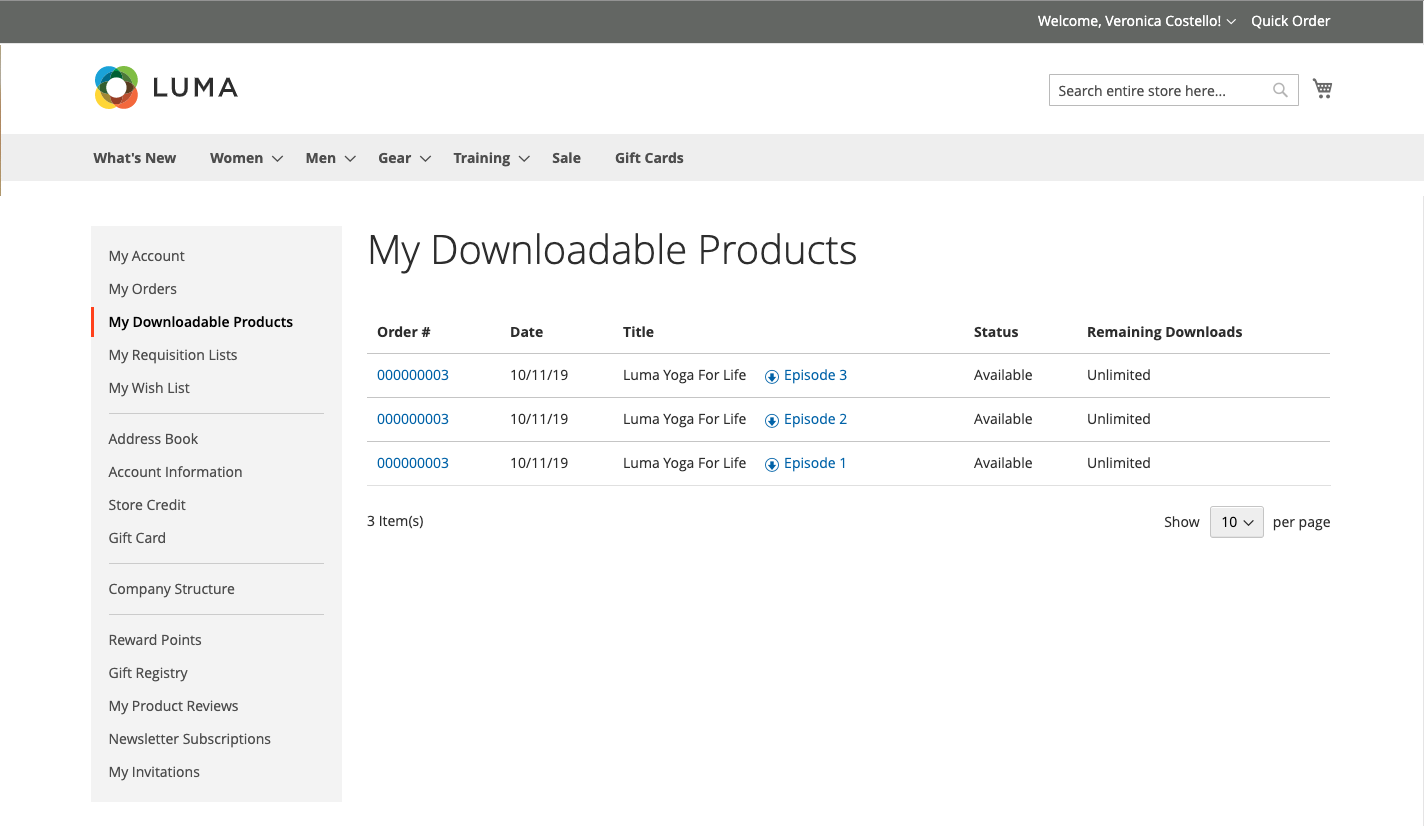 Welcome, Veronica Costello! Quick Order
LUMA
Search entire store here...
What's New Women Men Gear Training Sale Gift Cards
My Account
My Orders
My Downloadable Products
My Requisition Lists
My Wish List
Address Book
Account Information
Store Credit
Gift Card
Company Structure
Reward Points
Gift Registry
My Product Reviews
Newsletter Subscriptions
My Invitations
My Downloadable Products
Order # Date Title Status Remaining Downloads
000000003 10/11/19 Luma Yoga For Life Episode 3 Available Unlimited
000000003 10/11/19 Luma Yoga For Life Episode 2 Available Unlimited
000000003 10/11/19 Luma Yoga For Life Episode 1 Available Unlimited
3 Item(s) Show 10 per page